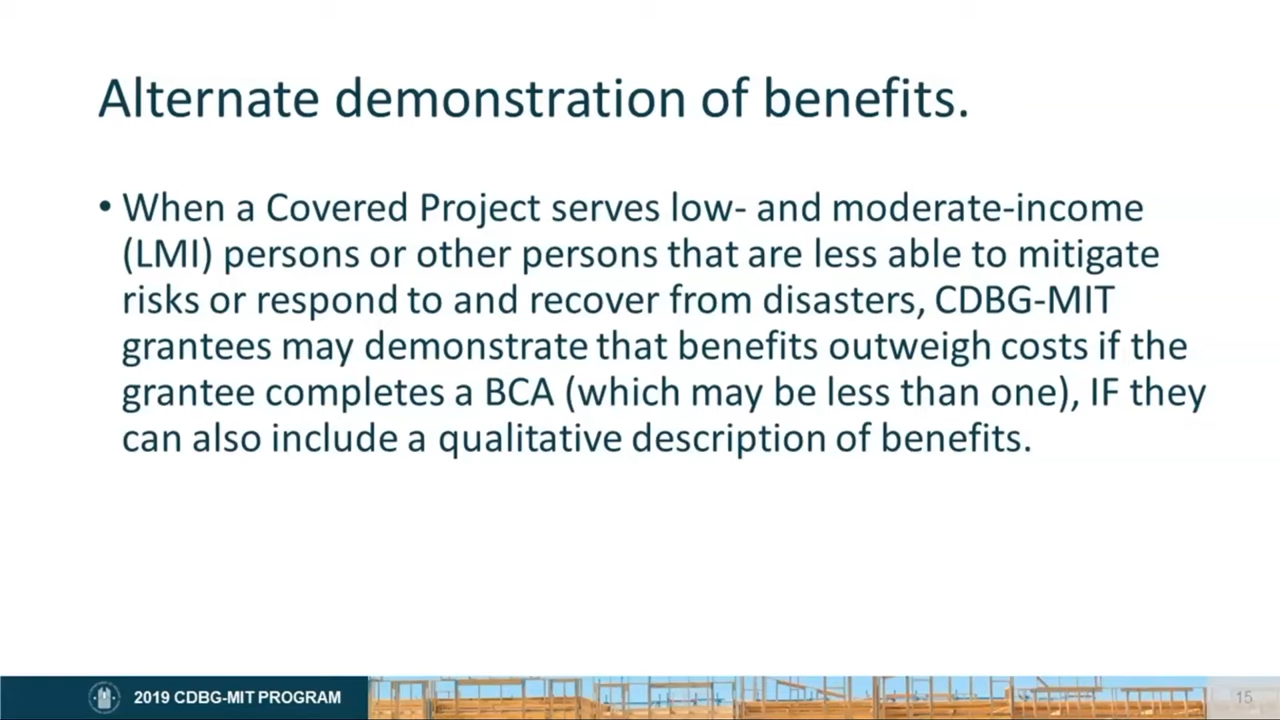 Alternate demonstration of benefits.
• When a Covered Project serves low- and moderate-income
(LMI) persons or other persons that are less able to mitigate
risks or respond to and recover from disasters, CDBG-MIT
grantees may demonstrate that benefits outweigh costs if the
grantee completes a BCA (which may be less than one), IF they
can also include a qualitative description of benefits.
2019 CDBG-MIT PROGRAM
15